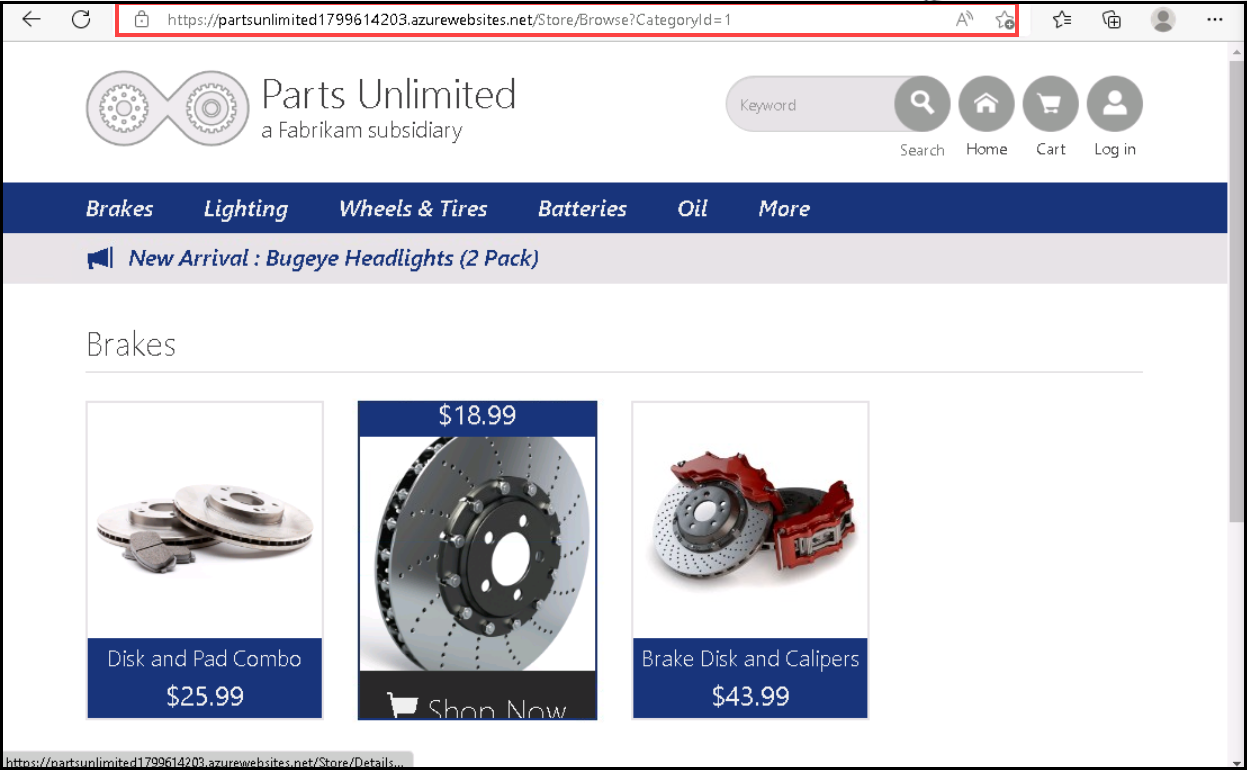 https://partsunlimited1799614203.azurewebsites.net/Store/Browse?CategoryId=1
Parts Unlimited
a Fabrikam subsidiary
Keyword
Search Home Cart Log in
Brakes Lighting Wheels & Tires Batteries Oil More
New Arrival : Bugeye Headlights (2 Pack)
Brakes
$18.99
Disk and Pad Combo
$25.99
Shop Now
Brake Disk and Calipers
$43.99
https://partsunlimited1799614203.azurewebsites.net/Store/Details...